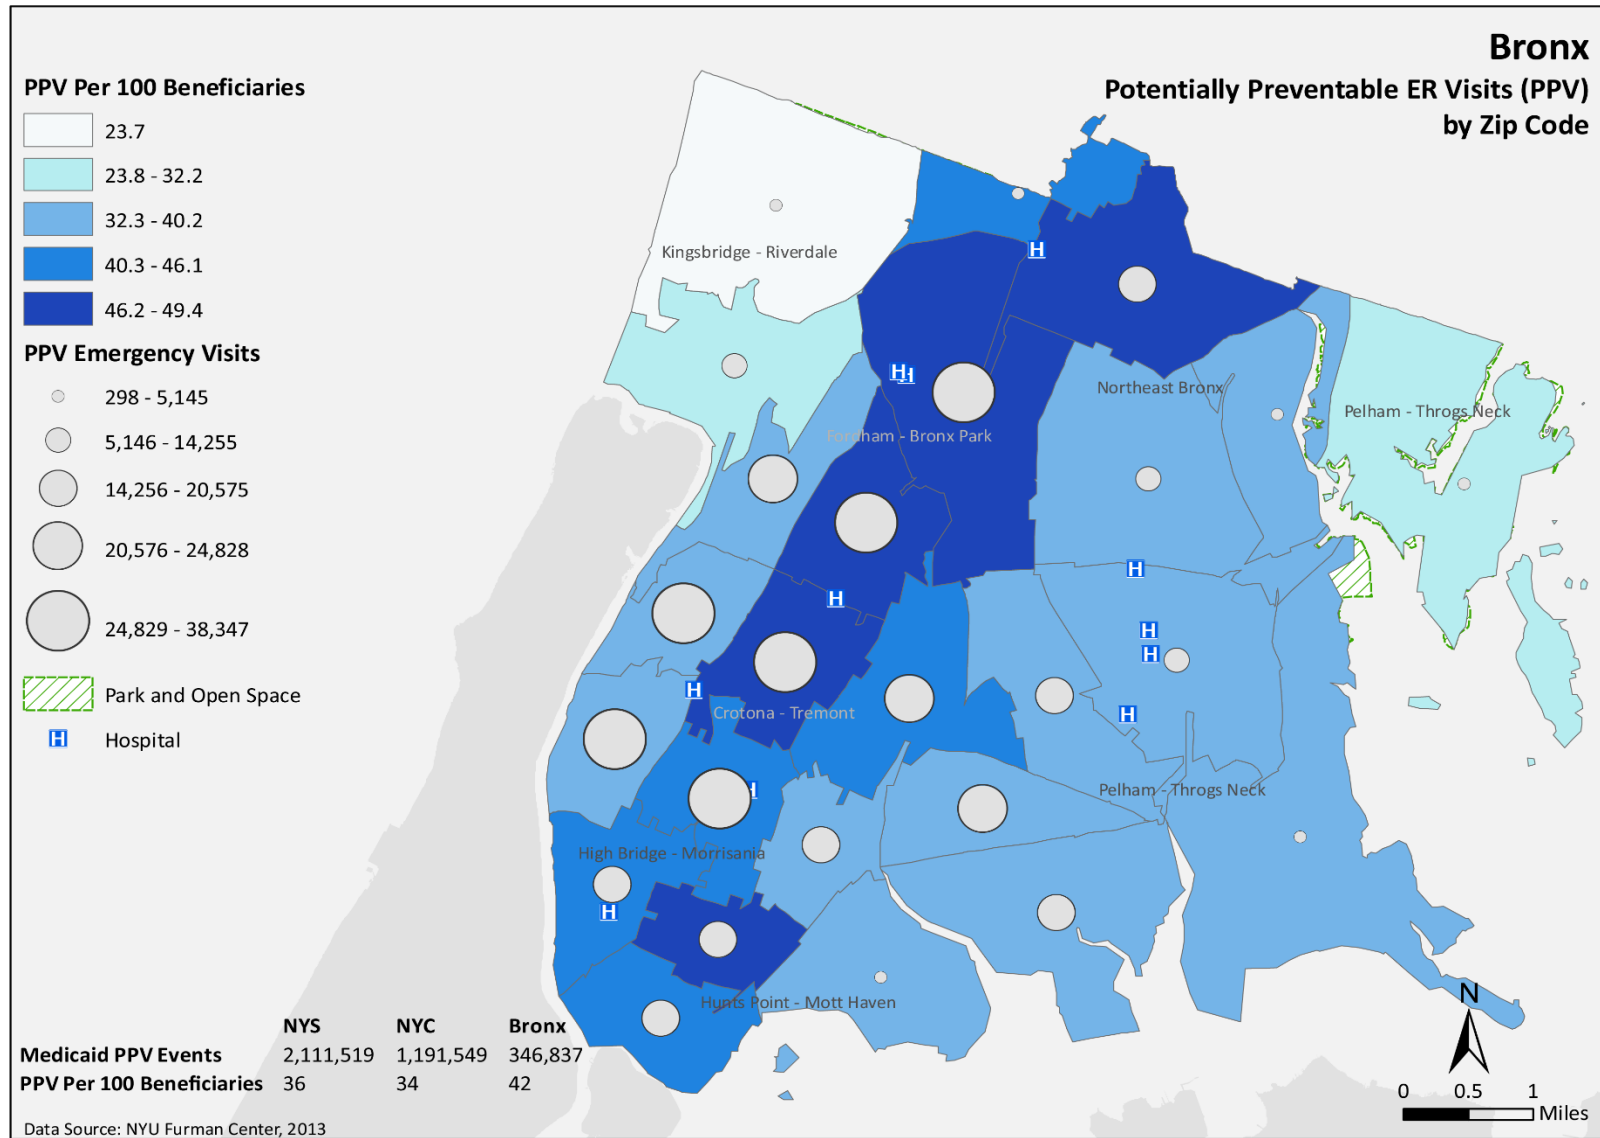 Bronx
Potentially Preventable ER Visits (PPV)
by Zip Code
PPV Per 100 Beneficiaries
23.7
23.8 - 32.2
32.3 - 40.2
40.3 - 46.1
46.2 - 49.4
PPV Emergency Visits
298 - 5,145
5,146 - 14,255
14,256 - 20,575
20,576 - 24,828
24,829 - 38,347
Park and Open Space
H Hospital
Kingsbridge - Riverdale
H
Northeast Bronx
H H
Pelham - Throgs Neck
Fordham - Bronx Park
H
H
H
H
H
Crotona - Tremont
H
H
Pelham - Throgs Neck
High Bridge - Morrisania
H
Hunts Point - Mott Haven
N
NYS NYC Bronx
Medicaid PPV Events 2,111,519 1,191,549 346,837
PPV Per 100 Beneficiaries 36 34 42
0 0.5 1
Miles
Data Source: NYU Furman Center, 2013